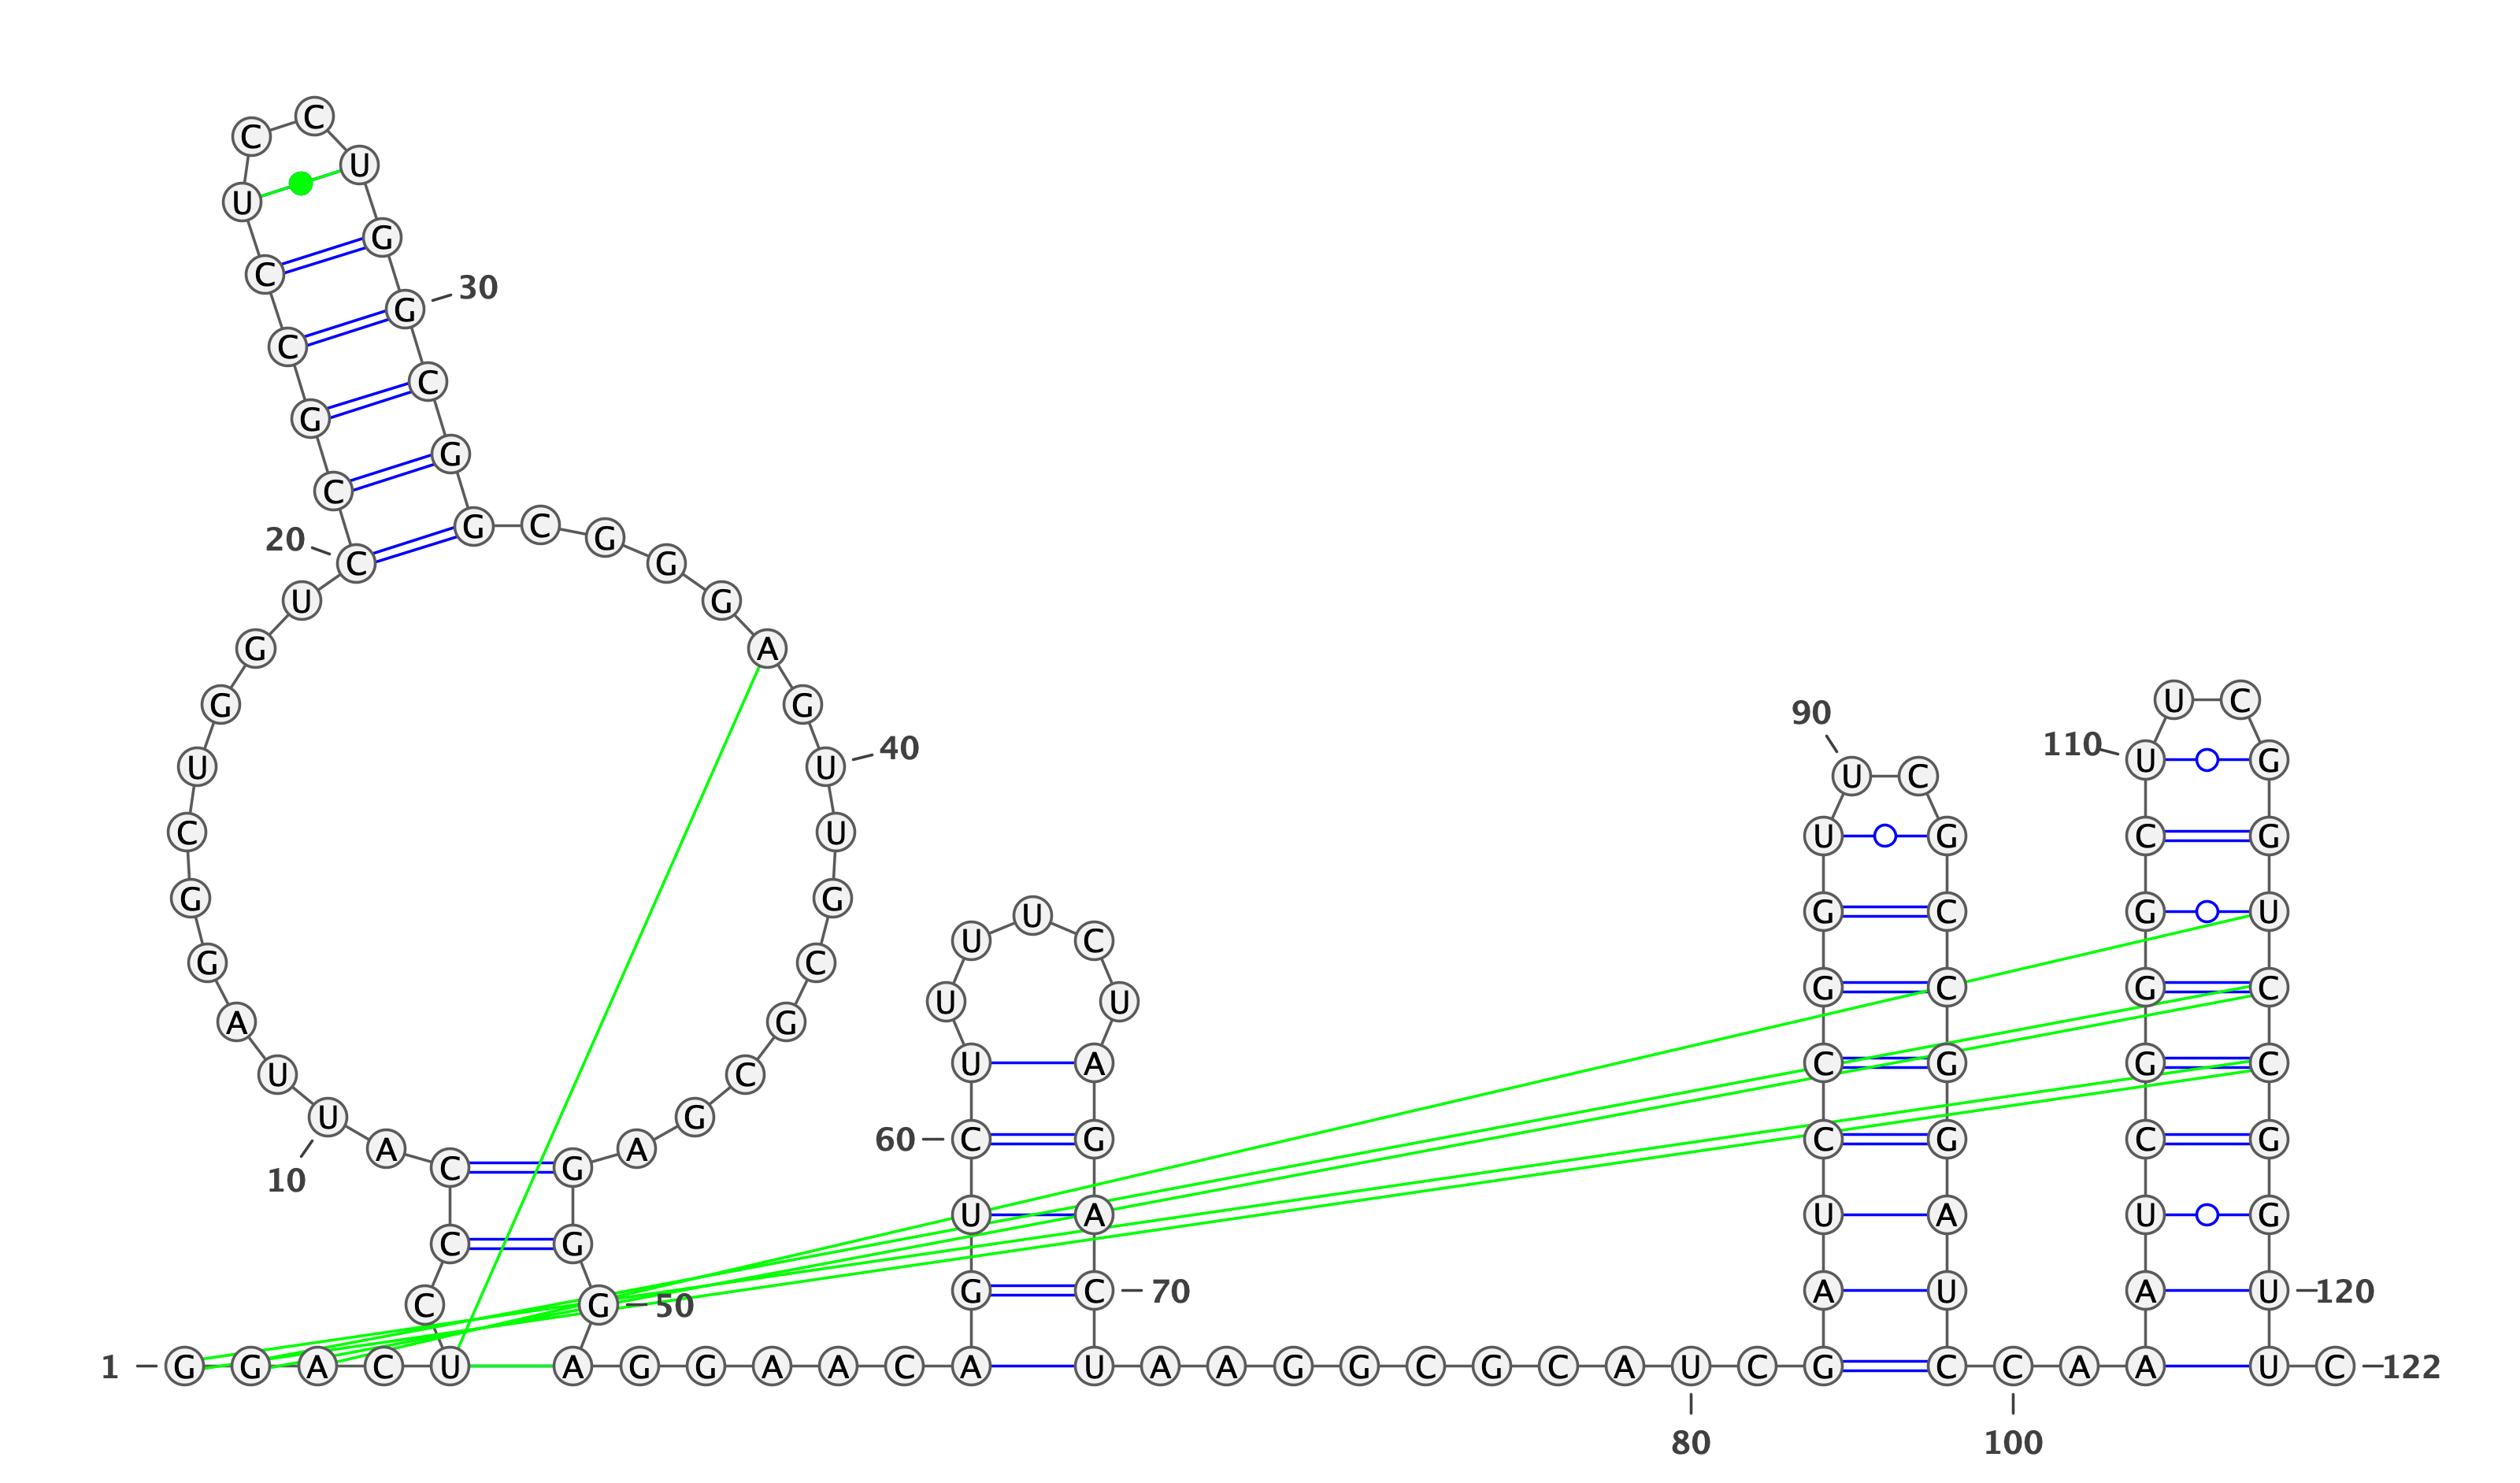 C
C
U
U
G
C 30
G
C
C
G
G
C
20 G C G
C G
U G
G A
G G U C
90
110
40
U U U C U G
C U U G C G
G G G C G U
U
G C U C
U U G C G C
A G
U C U A C G G C
U G
A A 60 C G C G C G
C G
10
U A U A U G
C G
G C 70 A U A U 120
C G 50
1 G G A C U A G G A A C A U A A G G C G C A U C G C C A A U C 122
80 100